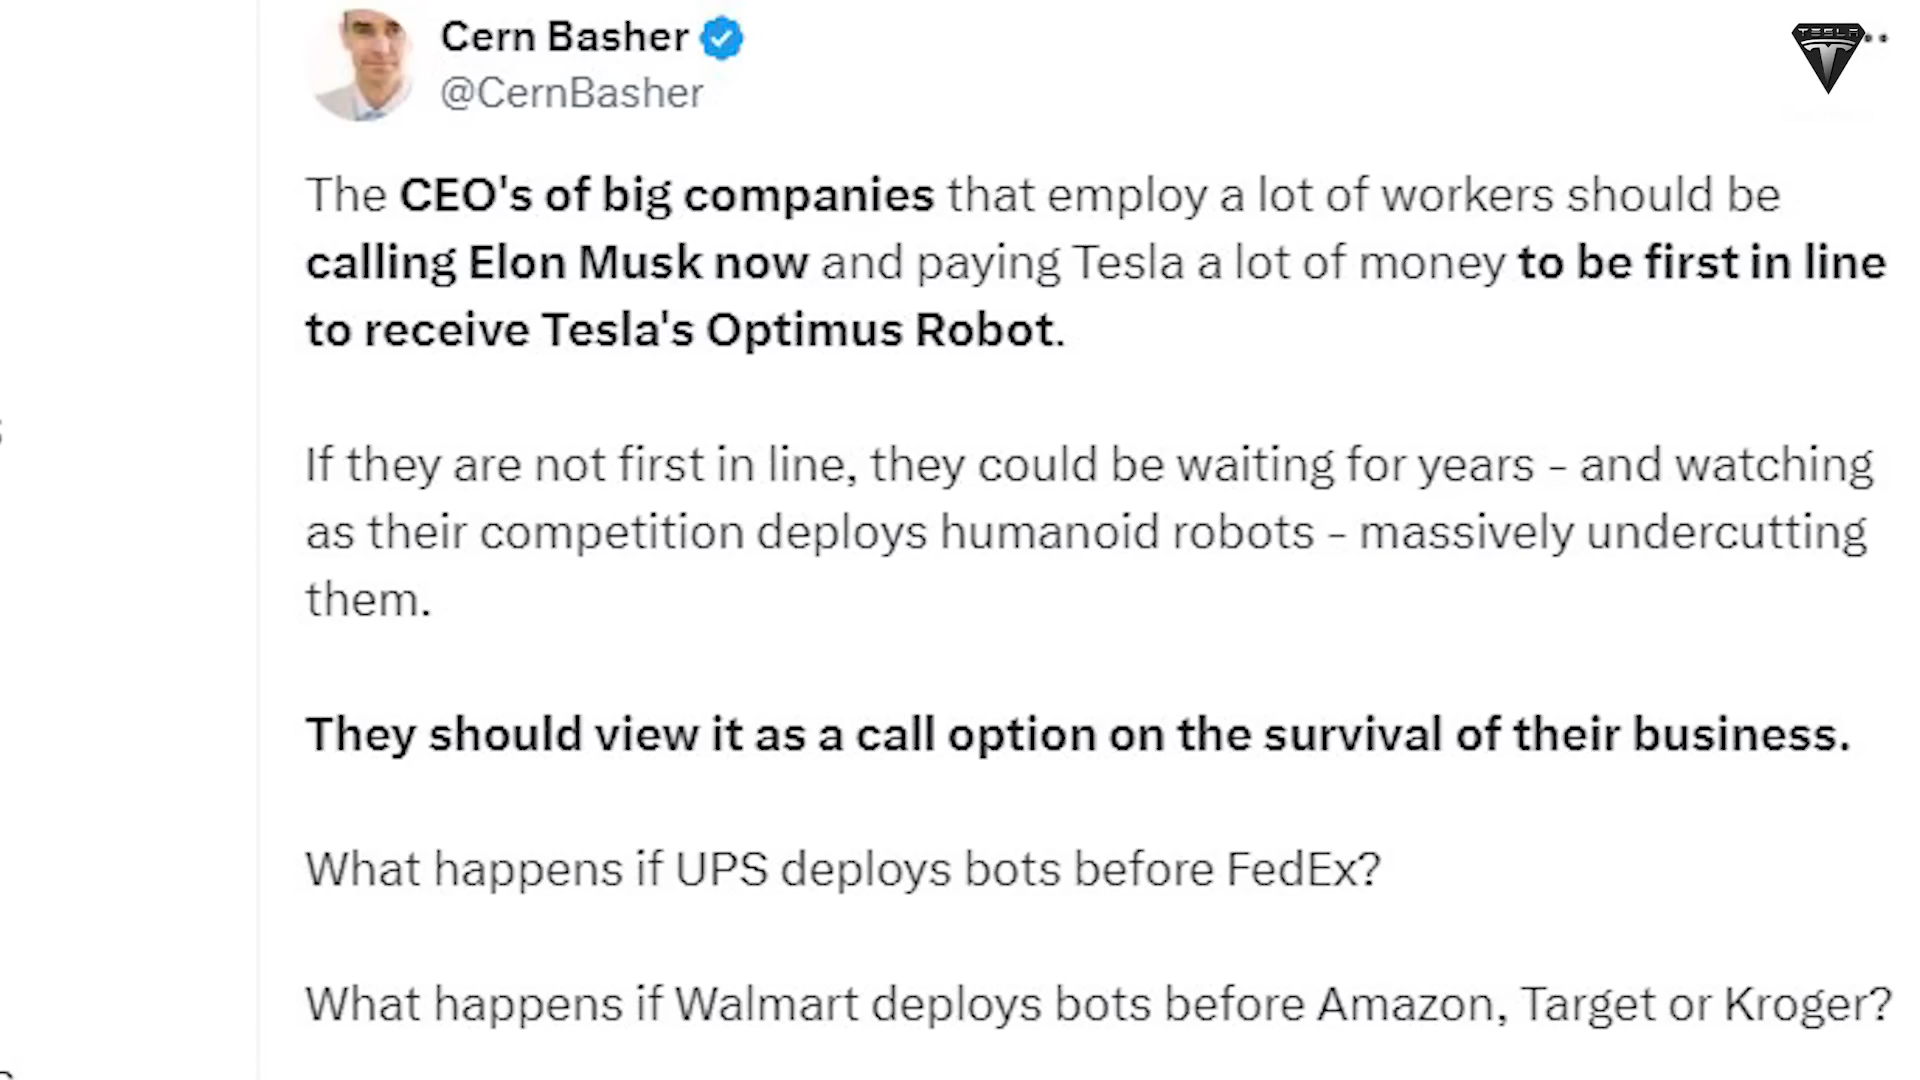 Cern Basher
@CernBasher
TESLA
The CEO's of big companies that employ a lot of workers should be
calling Elon Musk now and paying Tesla a lot of money to be first in line
to receive Tesla's Optimus Robot.
If they are not first in line, they could be waiting for years – and watching
as their competition deploys humanoid robots – massively undercutting
them.
They should view it as a call option on the survival of their business.
What happens if UPS deploys bots before FedEx?
What happens if Walmart deploys bots before Amazon, Target or Kroger?